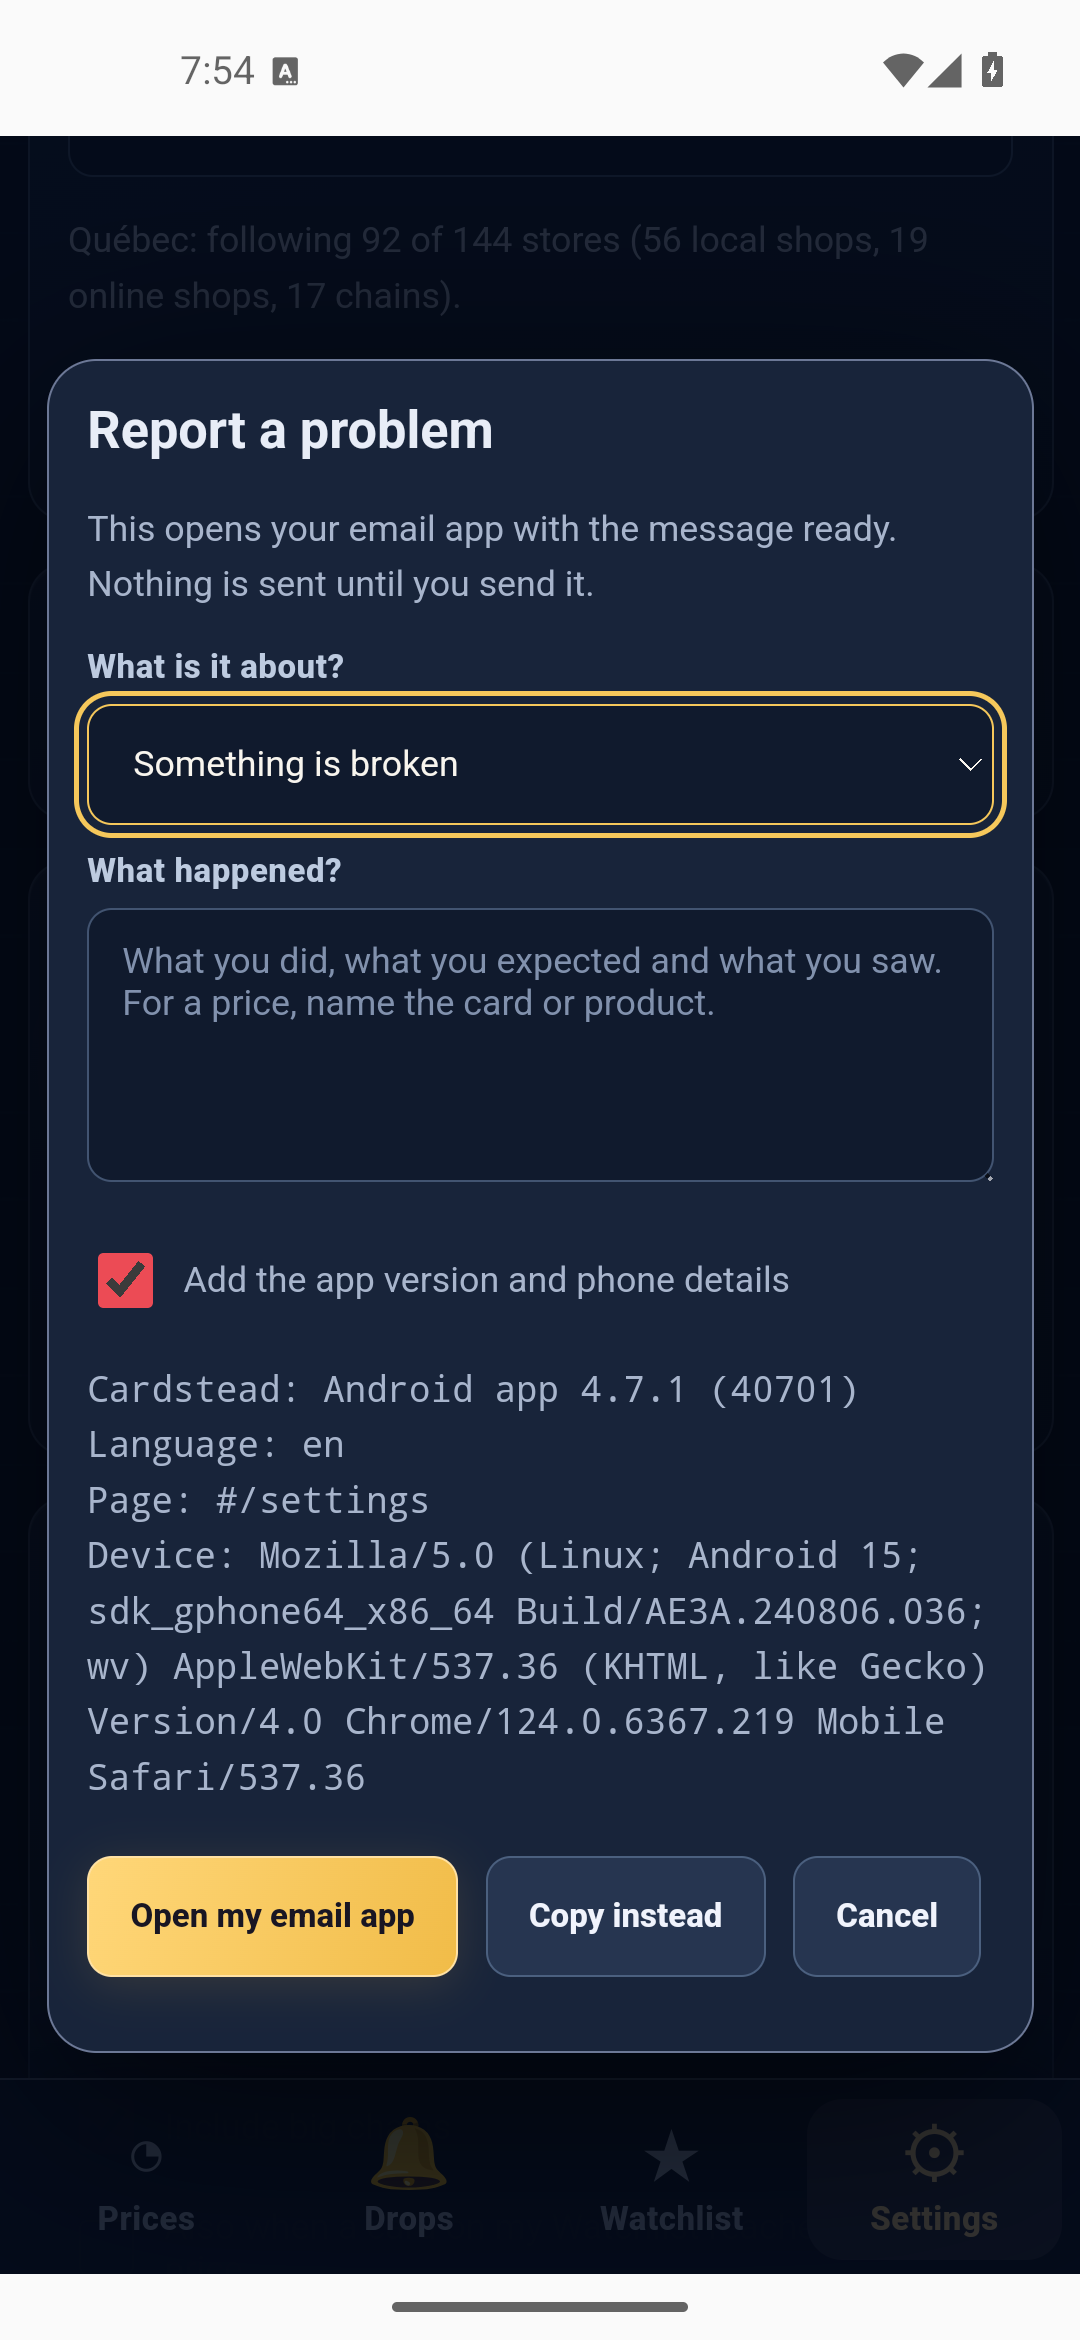 7:54
Québec: following 92 of 144 stores (56 local shops, 19
online shops, 17 chains).
Report a problem
This opens your email app with the message ready.
Nothing is sent until you send it.
What is it about?
Something is broken
What happened?
What you did, what you expected and what you saw.
For a price, name the card or product.
Add the app version and phone details
Cardstead: Android app 4.7.1 (40701)
Language: en
Page: #/settings
Device: Mozilla/5.0 (Linux; Android 15;
sdk_gphone64_x86_64 Build/AE3A.240806.036;
wv) AppleWebKit/537.36 (KHTML, like Gecko)
Version/4.0 Chrome/124.0.6367.219 Mobile
Safari/537.36
Open my email app Copy instead Cancel
Prices Drops Watchlist Settings